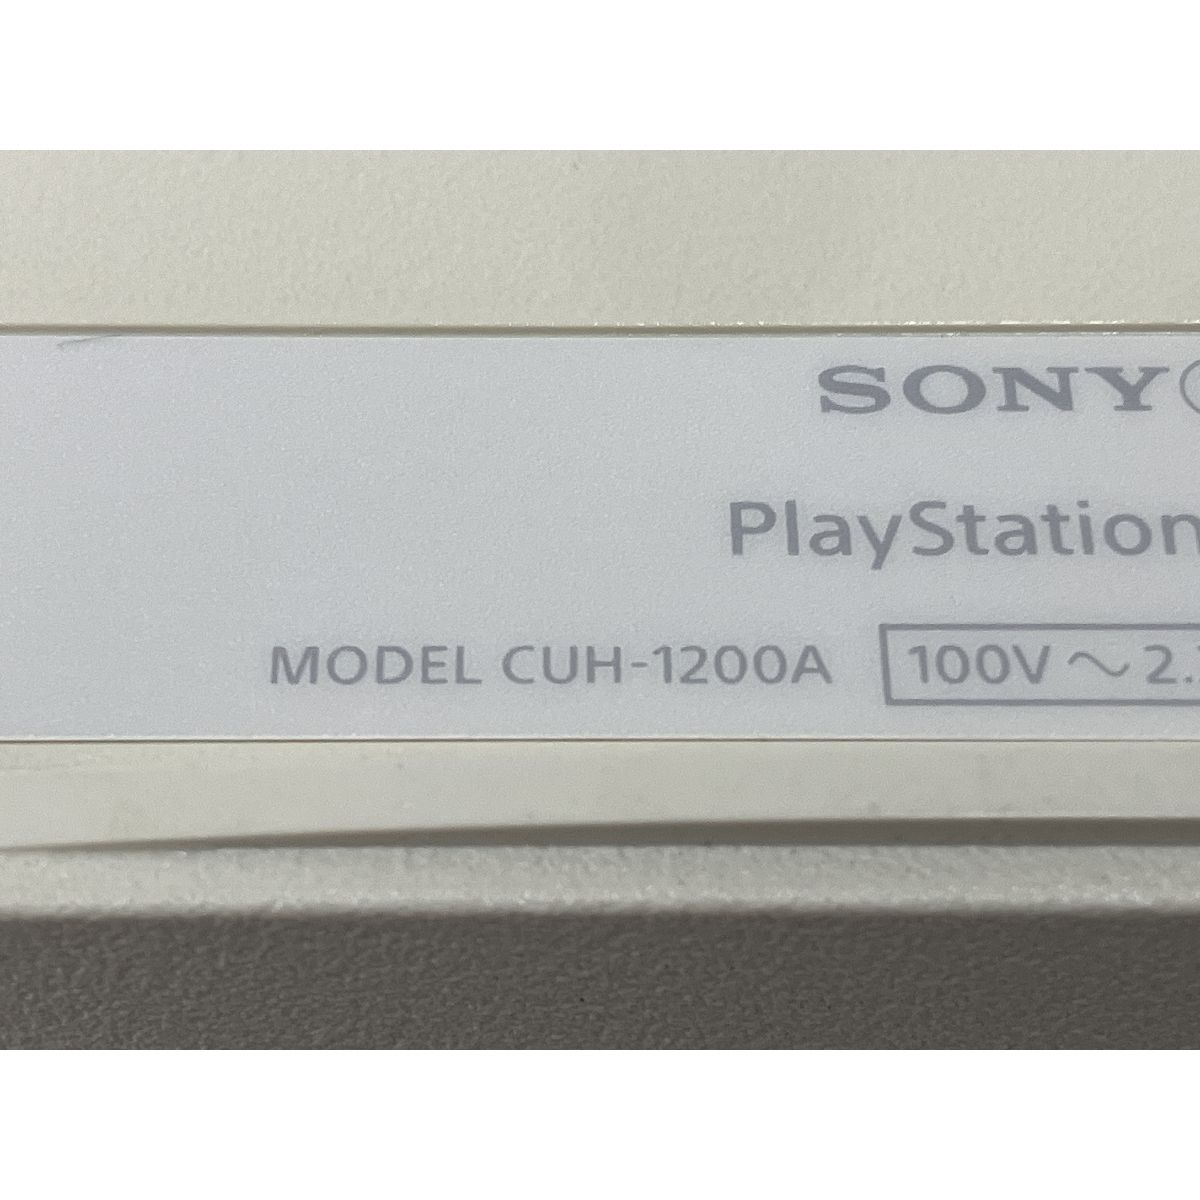 SONY
PlayStation
MODEL CUH-1200A 100V ～ 2.